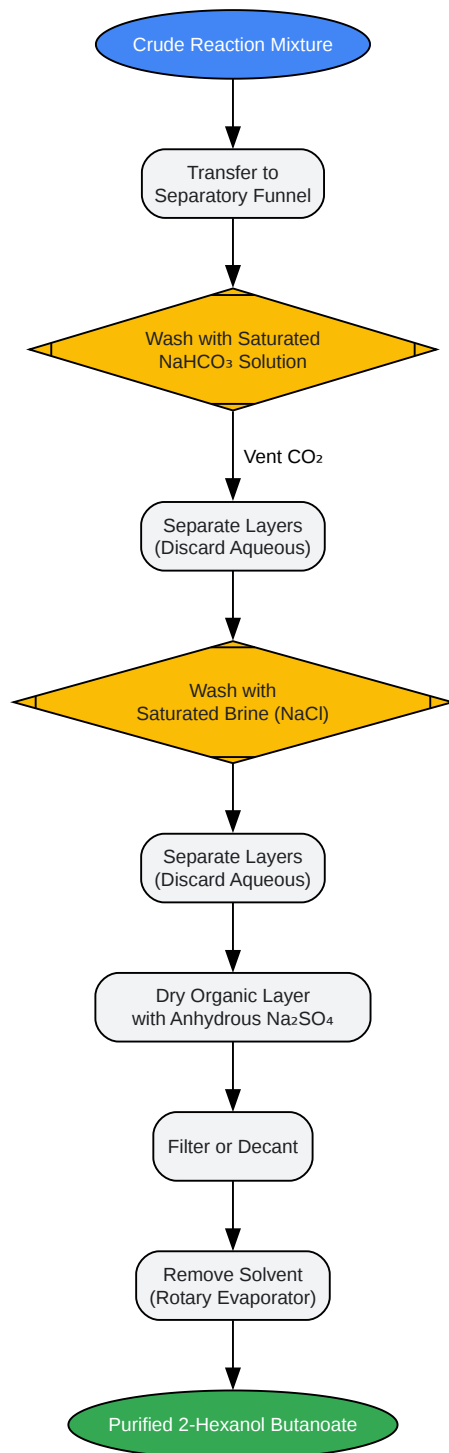 Crude Reaction Mixture
Transfer to
Separatory Funnel
Wash with Saturated
NaHCO₃ Solution
Vent CO₂
Separate Layers
(Discard Aqueous)
Wash with
Saturated Brine (NaCl)
Separate Layers
(Discard Aqueous)
Dry Organic Layer
with Anhydrous Na₂SO₄
Filter or Decant
Remove Solvent
(Rotary Evaporator)
Purified 2-Hexanol Butanoate